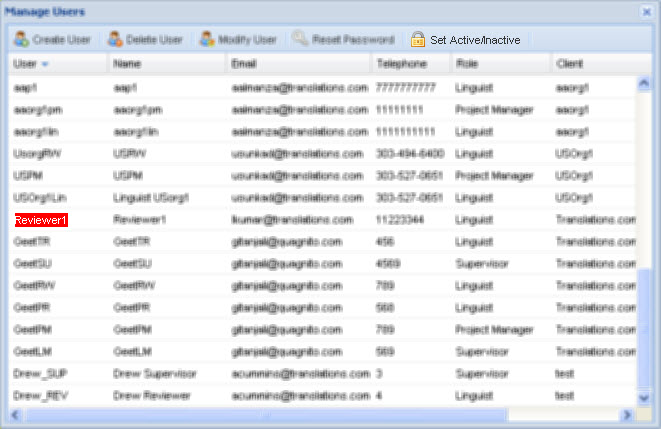 Manage Users
Create User Delete User Modify User Reset Password Set Active/Inactive
User Name Email Telephone Role Client
aap1 aap1 aalmanza@translations.com 7777777777 Linguist aaorg1
aaorg1pm aaorg1pm aalmanza@translations.com 11111111 Project Manager aaorg1
aaorg1lin aaorg1lin aalmanza@translations.com 1111111111 Linguist aaorg1
UsorgRW USRW usunkad@translations.com 303-494-6400 Linguist USOrg1
USPM USPM usunkad@translations.com 303-527-0651 Project Manager USOrg1
USOrg1Lin Linguist USorg1 usunkad@translations.com 303-527-0651 Linguist USOrg1
Reviewer1 Reviewer1 lkumar@translations.com 11223344 Linguist Translations.com
GeetTR GeetTR gitanjali@quagnito.com 456 Linguist Translations.com
GeetSU GeetSU gitanjali@quagnito.com 4569 Supervisor Translations.com
GeetRW GeetRW gitanjali@quagnito.com 789 Linguist Translations.com
GeetPR GeetPR gitanjali@quagnito.com 568 Linguist Translations.com
GeetPM GeetPM gitanjali@quagnito.com 789 Project Manager Translations.com
GeetLM GeetLM gitanjali@quagnito.com 569 Supervisor Translations.com
Drew_SUP Drew Supervisor acummins@translations.com 3 Supervisor test
Drew_REV Drew Reviewer acummins@translations.com 4 Linguist test